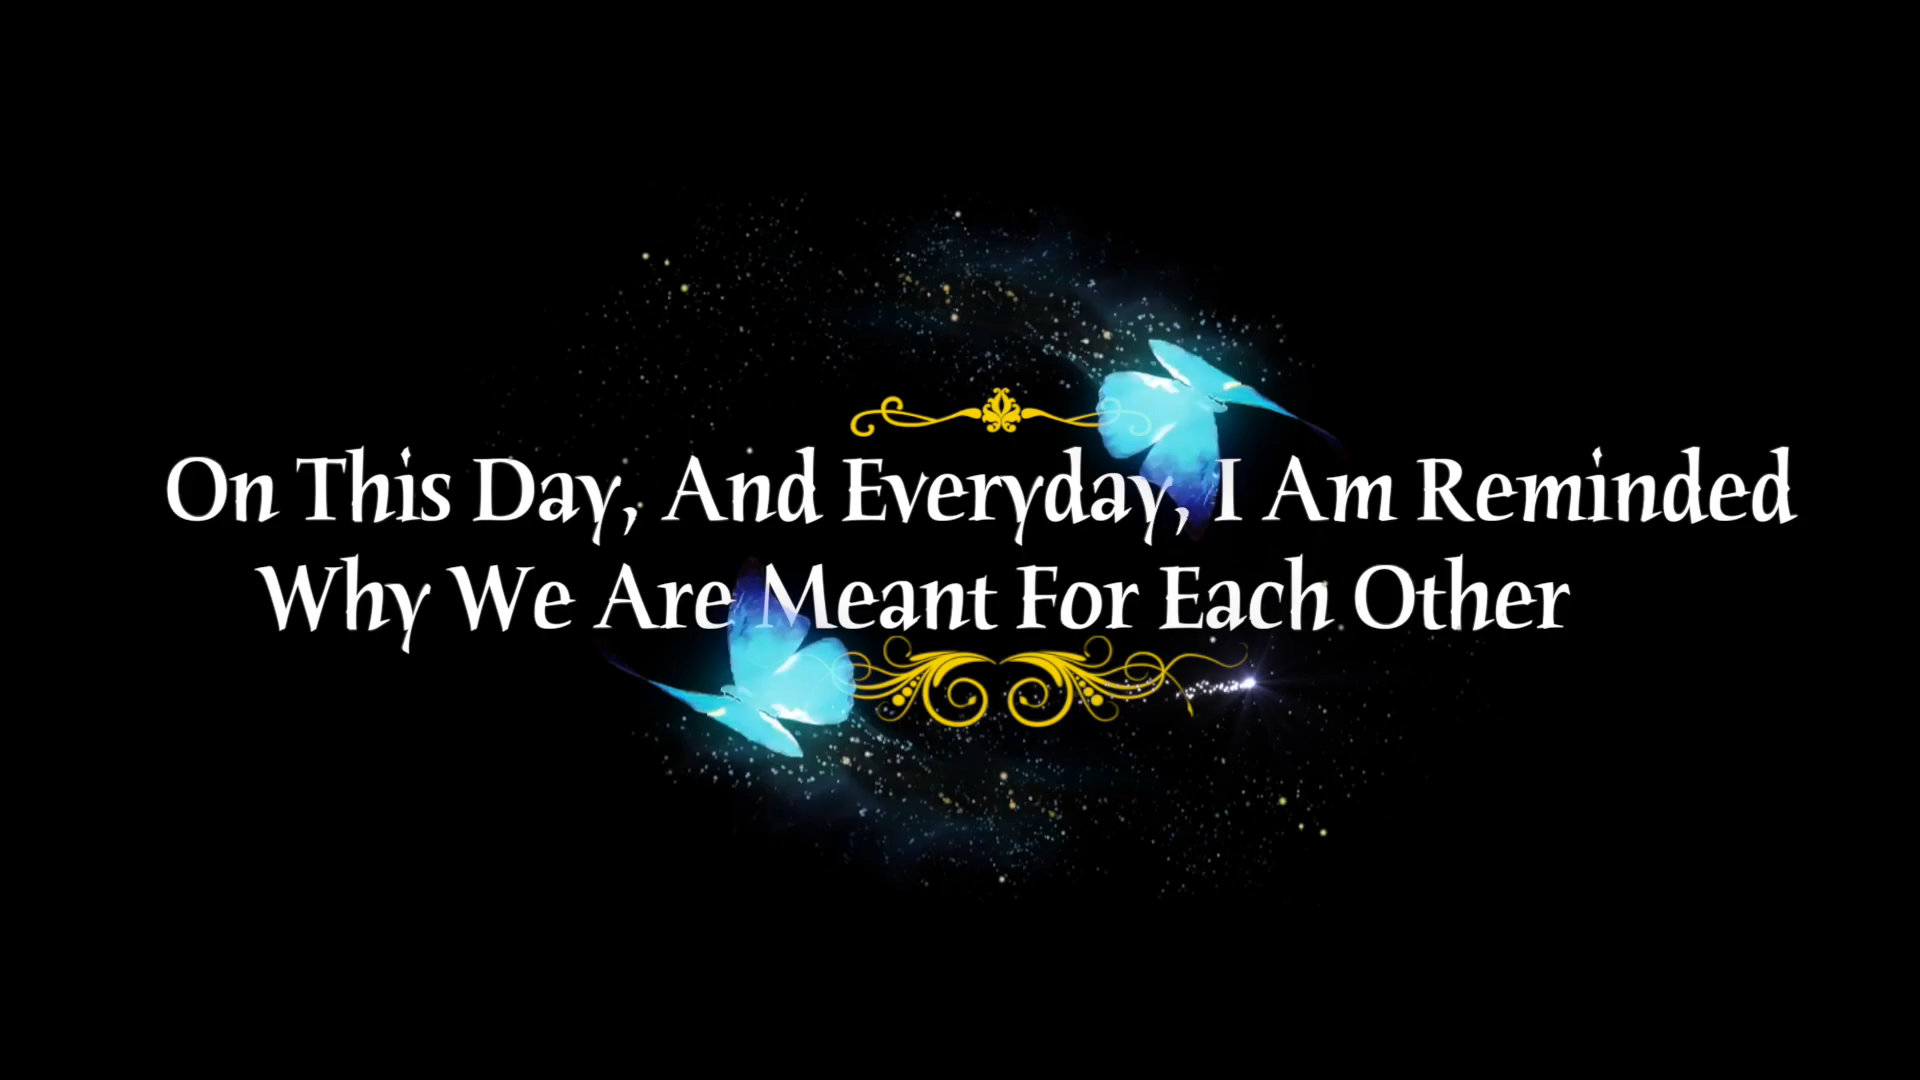 On This Day, And Everyday, I Am Reminded
Why We Are Meant For Each Other